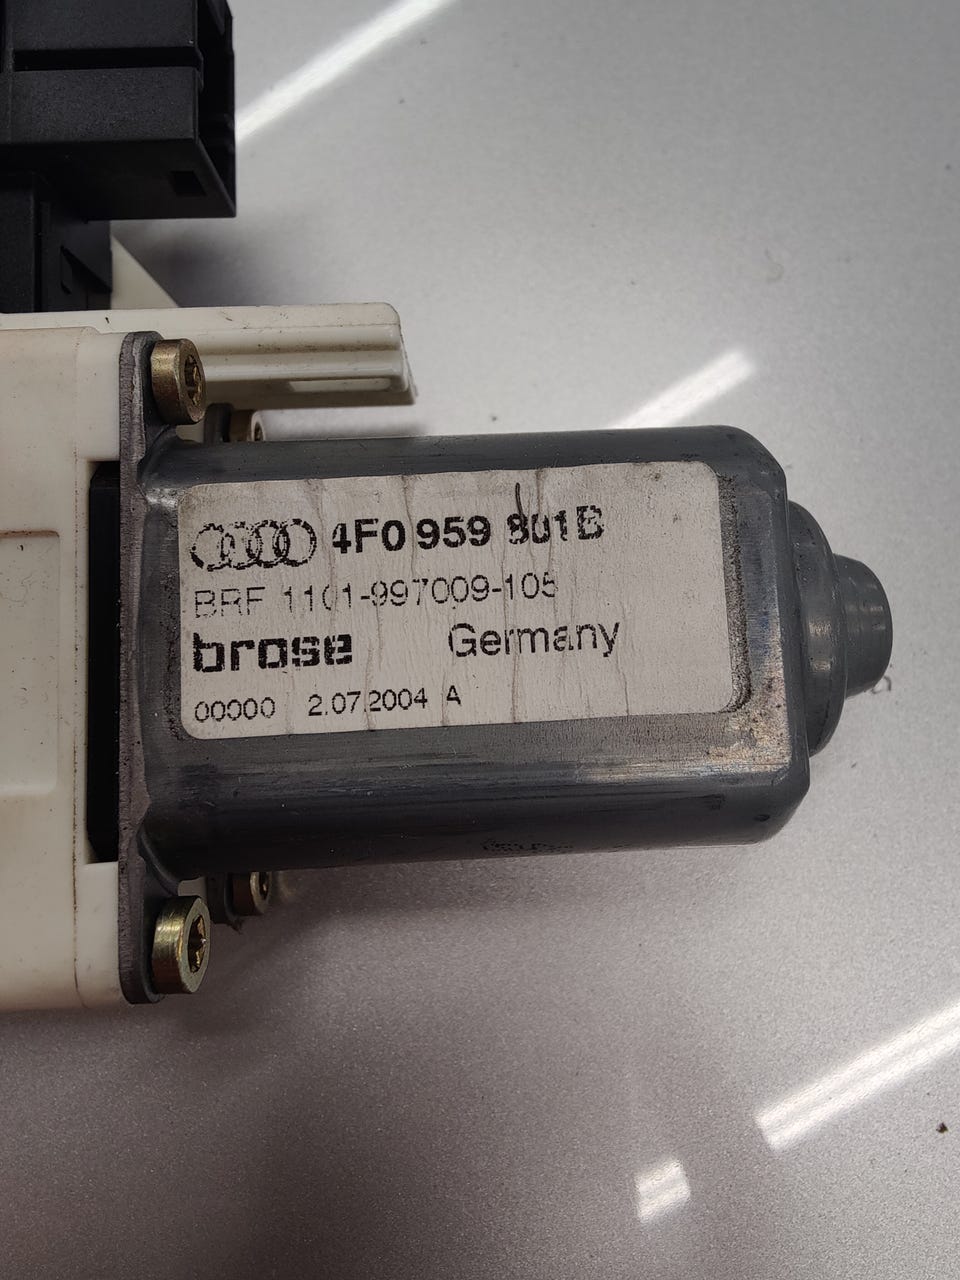 4F0 959 801B
BRF 1101-997009-105
brose Germany
00000 2.07.2004 A